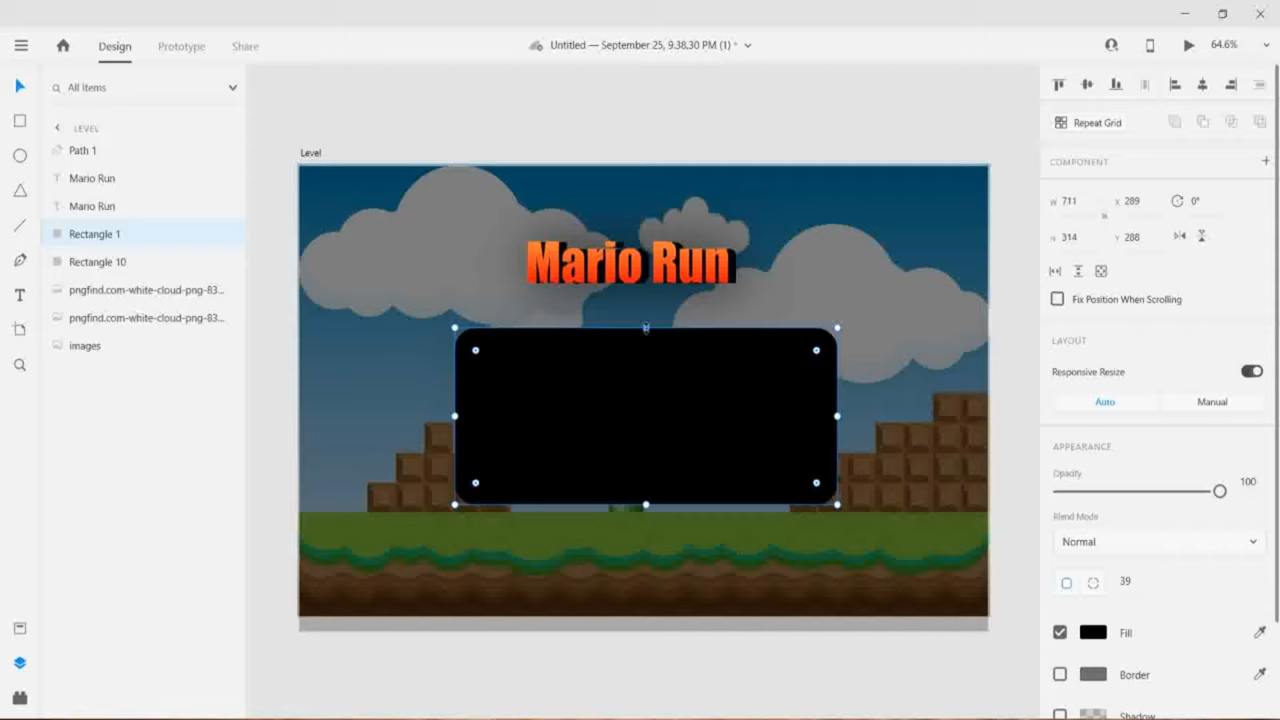 Design
Prototype
Share
Untitled — September 25, 9.38.30 PM (1) *
64.6%
All Items
LEVEL
Path 1
Mario Run
Mario Run
Rectangle 1
Rectangle 10
pngfind.com-white-cloud-png-83...
pngfind.com-white-cloud-png-83...
images
Level
Mario Run
Repeat Grid
COMPONENT
W 711
X 289
0°
H 314
Y 288
Fix Position When Scrolling
LAYOUT
Responsive Resize
Auto
Manual
APPEARANCE
Opacity
100
Blend Mode
Normal
39
Fill
Border
Shadow